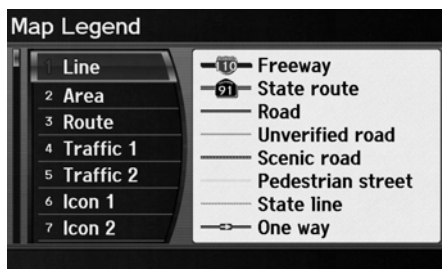 Map Legend
1 Line
2 Area
3 Route
4 Traffic 1
5 Traffic 2
6 Icon 1
7 Icon 2
110 Freeway
91 State route
Road
Unverified road
Scenic road
Pedestrian street
State line
One way